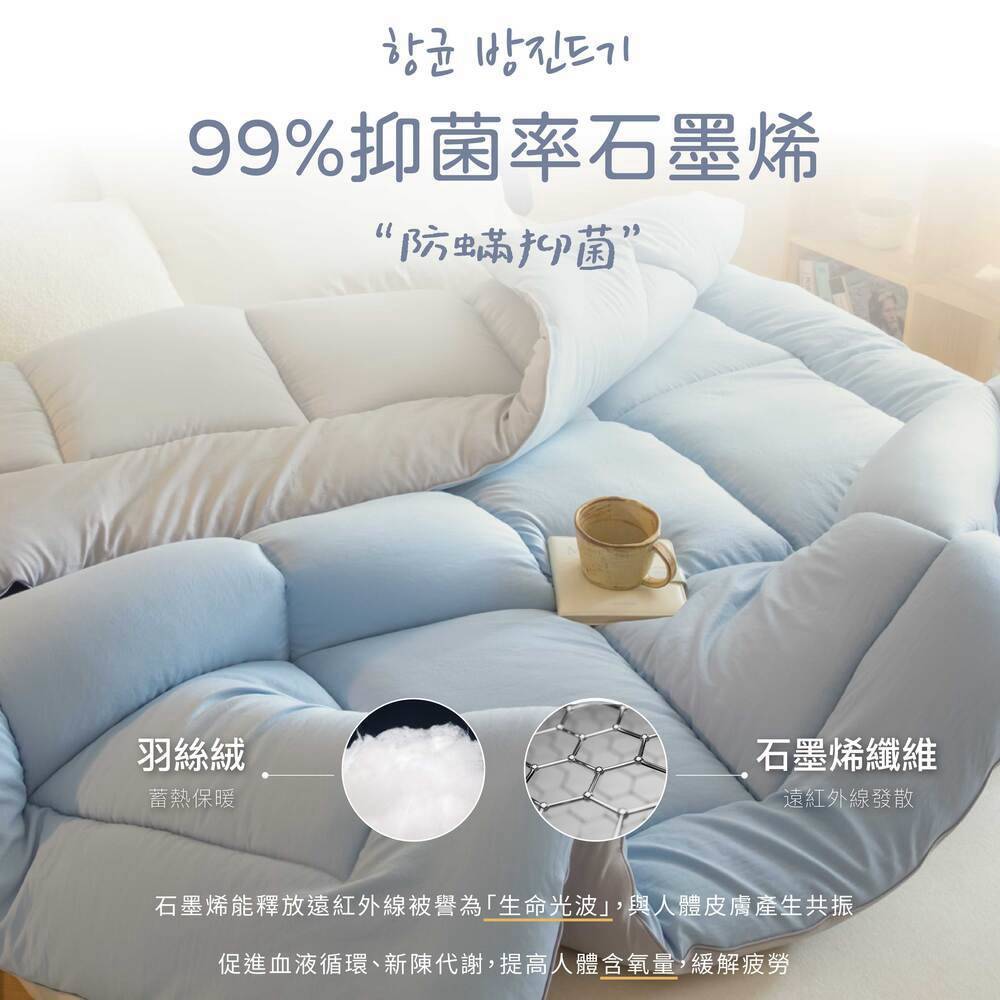 항균 방진드기
99%抑菌率石墨烯
“防螨抑菌”
羽絲絨
蓄熱保暖
石墨烯纖維
遠紅外線發散
石墨烯能釋放遠紅外線被譽為「生命光波」，與人體皮膚產生共振
促進血液循環、新陳代謝，提高人體含氧量，緩解疲勞